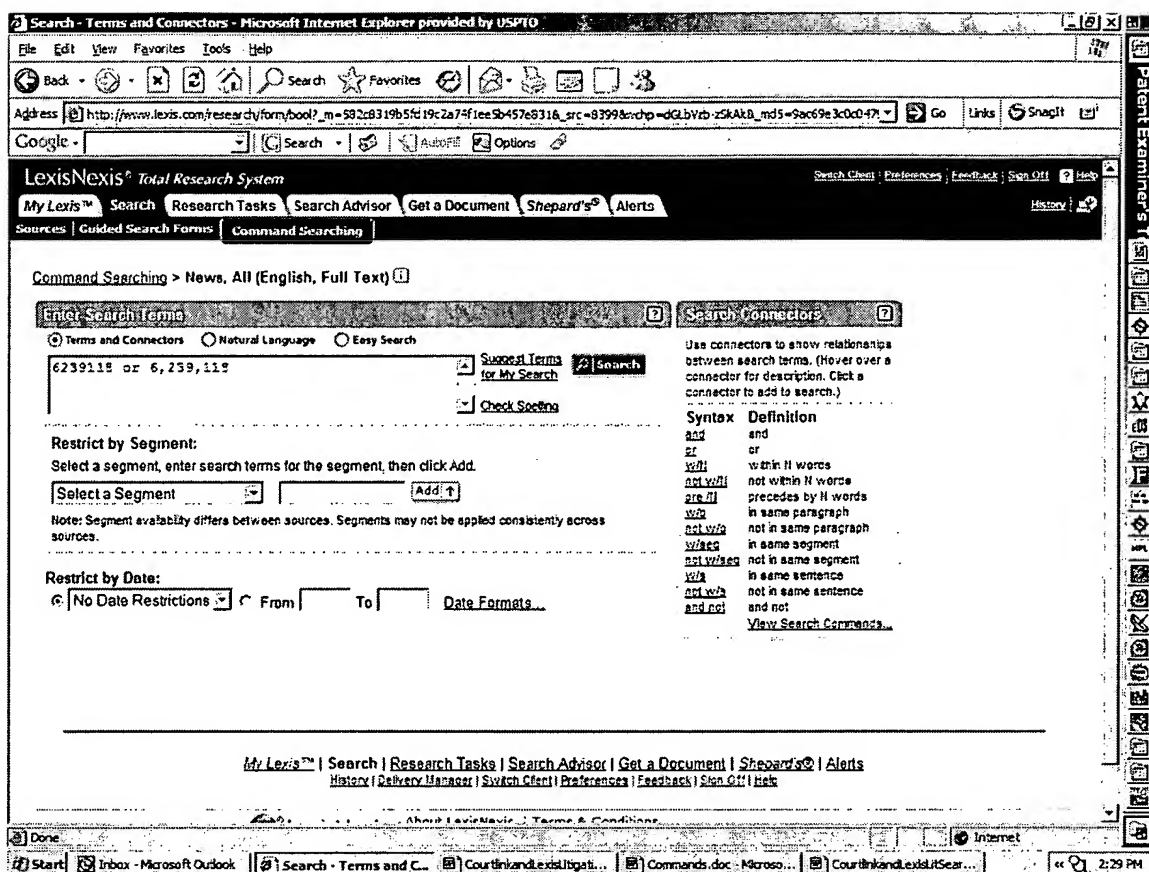 Search - Terms and Connectors - Microsoft Internet Explorer provided by USPTO
File Edit View Favorites Tools Help
Back Search Favorites
Address Go Links SnagIt
Google - Search AutoFill Options
LexisNexis® Total Research System
Switch Client | Preferences | Feedback | Sign Off | ? Help
My Lexis™ Search Research Tasks Search Advisor Get a Document Shepard's® Alerts
History
Sources | Guided Search Forms | Command Searching
Command Searching > News, All (English, Full Text) i
Enter Search Terms ?
Terms and Connectors Natural Language Easy Search
6239118 or 6,239,118
Suggest Terms for My Search
Search
Check Spelling
Restrict by Segment:
Select a segment, enter search terms for the segment, then click Add.
Select a Segment Add
Note: Segment availability differs between sources. Segments may not be applied consistently across
sources.
Restrict by Date:
No Date Restrictions From To Date Formats...
Search Connectors ?
Use connectors to show relationships
between search terms. (Hover over a
connector for description. Click a
connector to add to search.)
Syntax Definition
and and
or or
w/N within N words
not w/N not within N words
pre /N precedes by N words
w/p in same paragraph
not w/p not in same paragraph
w/seg in same segment
not w/seg not in same segment
w/s in same sentence
not w/s not in same sentence
and not and not
View Search Commands...
My Lexis™ | Search | Research Tasks | Search Advisor | Get a Document | Shepard's® | Alerts
History | Delivery Manager | Switch Client | Preferences | Feedback | Sign Off | Help
About LexisNexis | Terms & Conditions
Done Internet
Start Inbox - Microsoft Outlook Search - Terms and C... CourtlinkandLexisLitigati... Commands.doc - Microso... CourtlinkandLexisLitSear... 2:29 PM
Patent Examiner's T